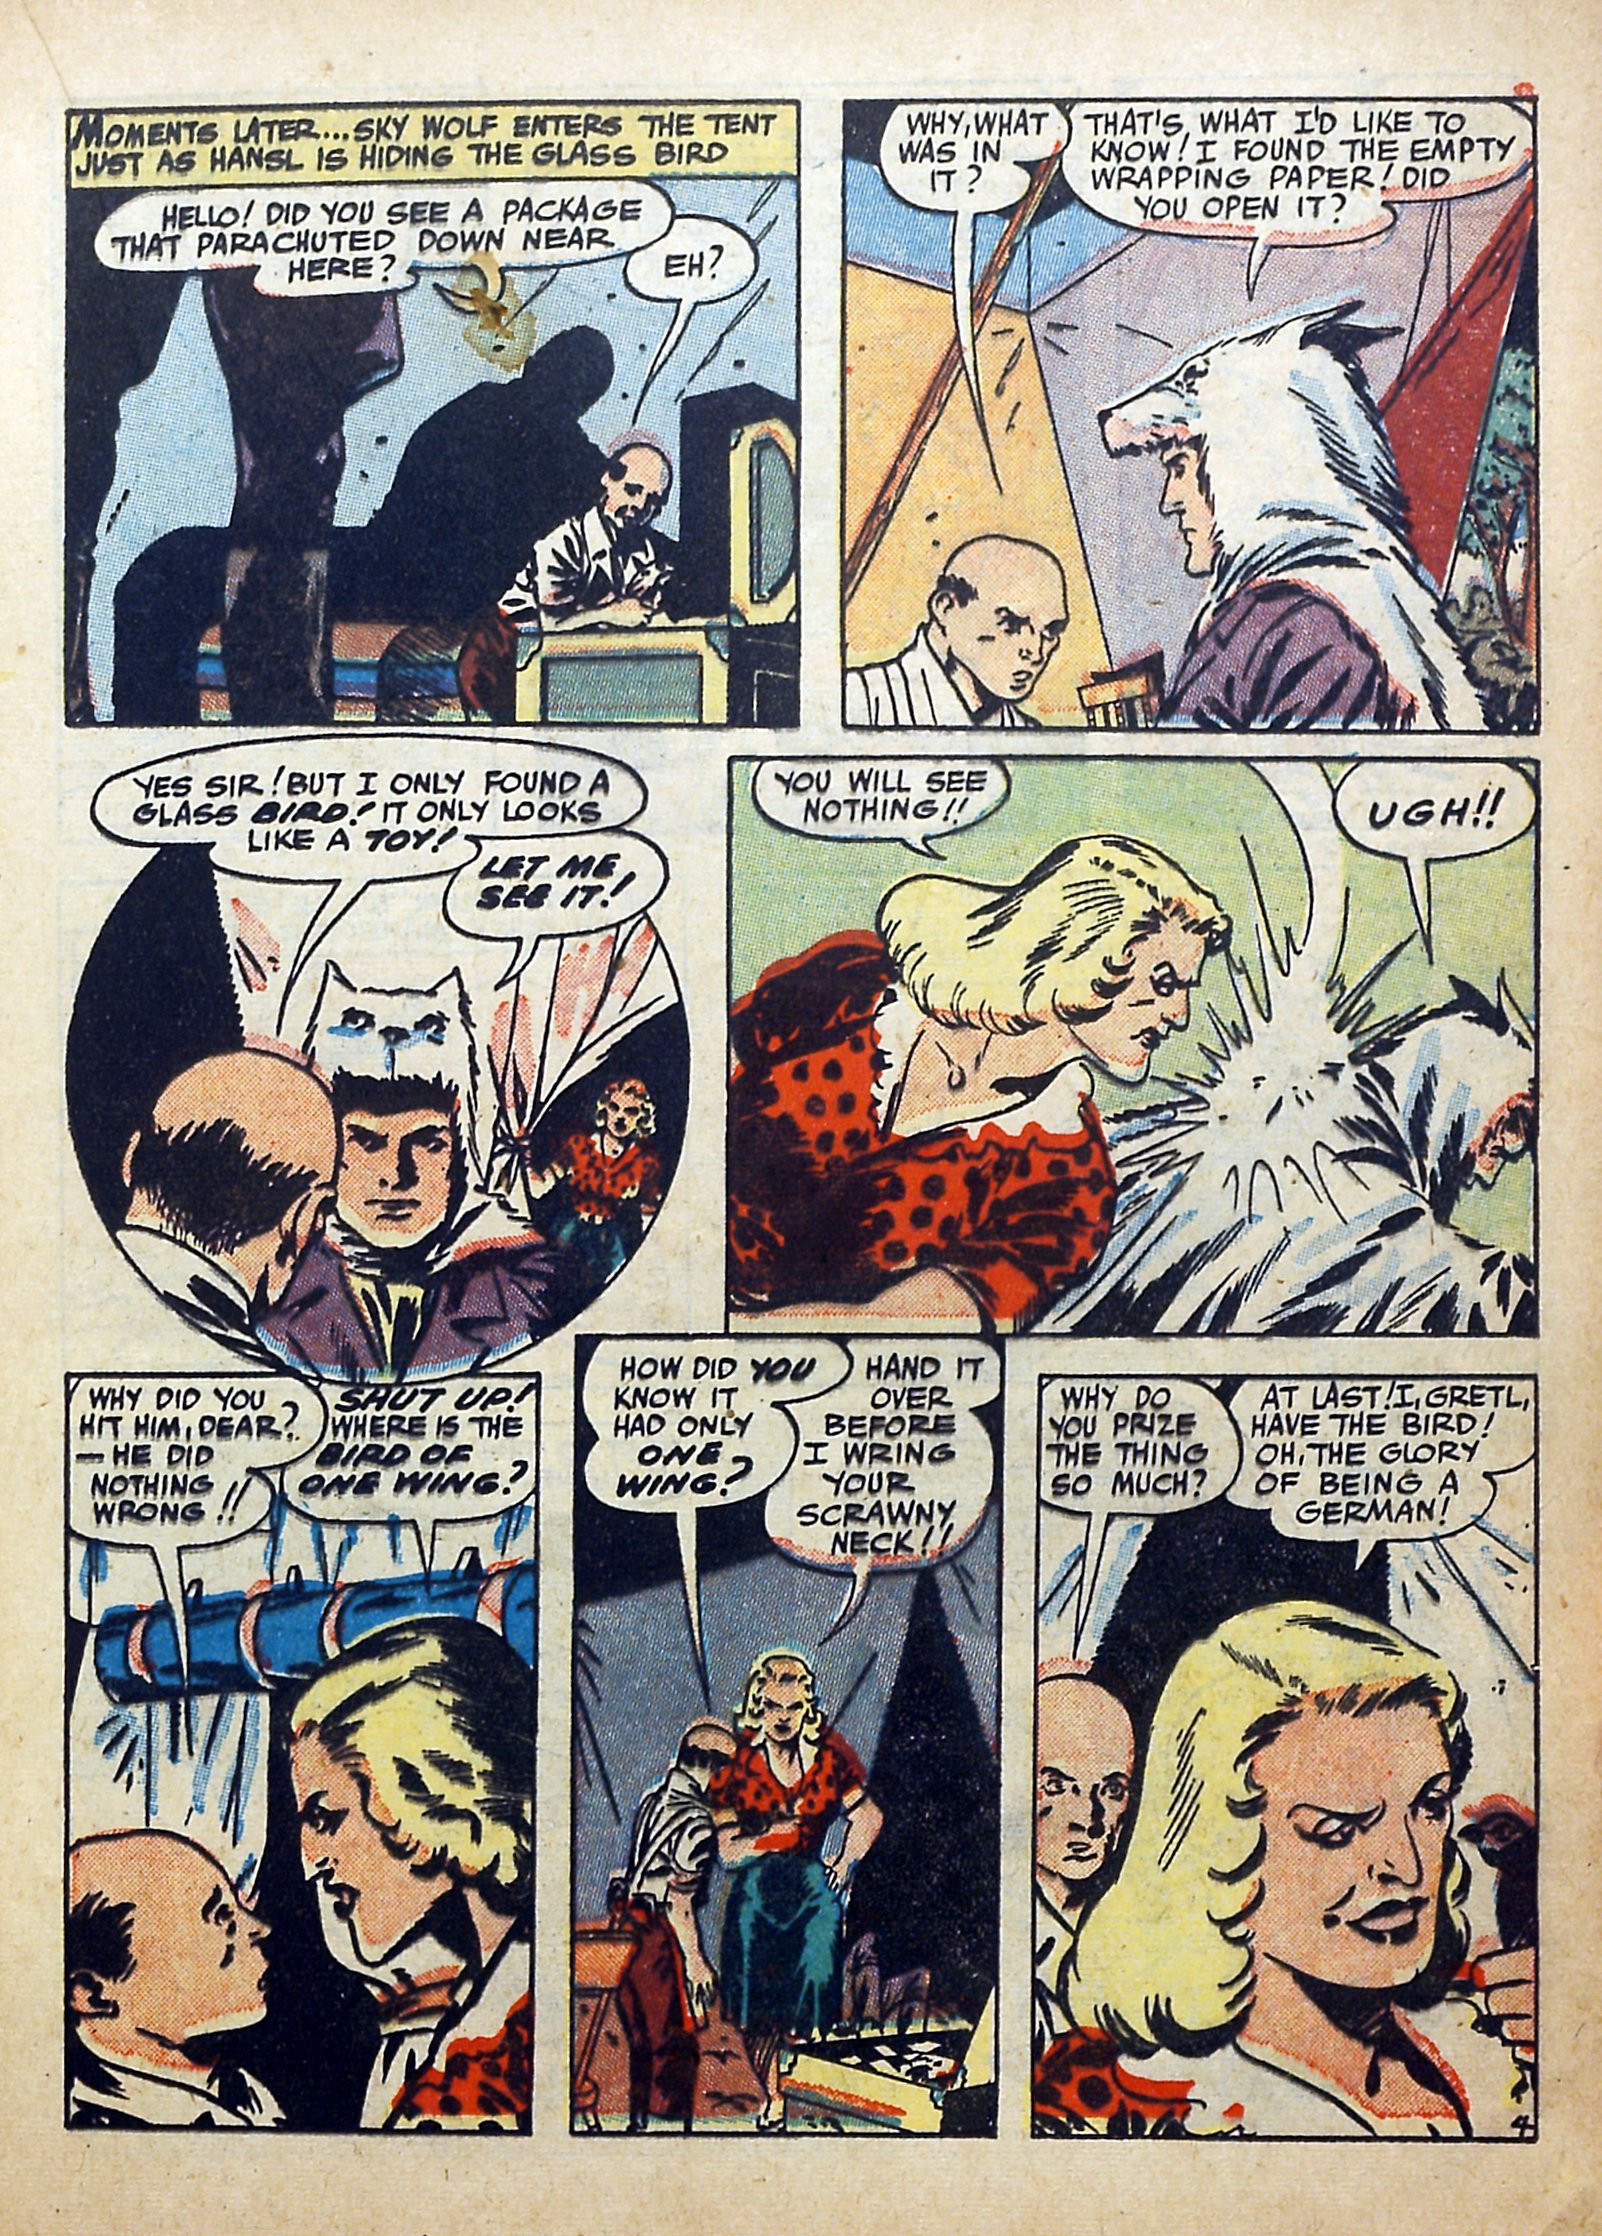 MOMENTS LATER... SKY WOLF ENTERS THE TENT
JUST AS HANSL IS HIDING THE GLASS BIRD
HELLO! DID YOU SEE A PACKAGE
THAT PARACHUTED DOWN NEAR
HERE?
EH?
WHY, WHAT
WAS IN
IT?
THAT'S WHAT I'D LIKE TO
KNOW! I FOUND THE EMPTY
WRAPPING PAPER! DID
YOU OPEN IT?
YES SIR! BUT I ONLY FOUND A
GLASS BIRD! IT ONLY LOOKS
LIKE A TOY!
LET ME
SEE IT!
YOU WILL SEE
NOTHING!!
UGH!!
WHY DID YOU
HIT HIM, DEAR?
—HE DID
NOTHING
WRONG!!
SHUT UP!
WHERE IS THE
BIRD OF
ONE WING?
HOW DID YOU
KNOW IT
HAD ONLY
ONE
WING?
HAND IT
OVER
BEFORE
I WRING
YOUR
SCRAWNY
NECK!!
WHY DO
YOU PRIZE
THE THING
SO MUCH?
AT LAST! I, GRETL,
HAVE THE BIRD!
OH, THE GLORY
OF BEING A
GERMAN!
4